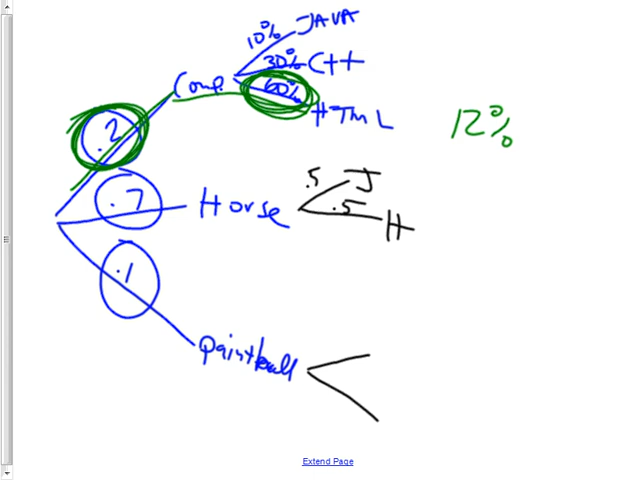 10% JAVA
30% C++
Comp. 60%
HTML
.2
12%
.7 Horse
.5 J
.5 H
.1
Paintball
Extend Page